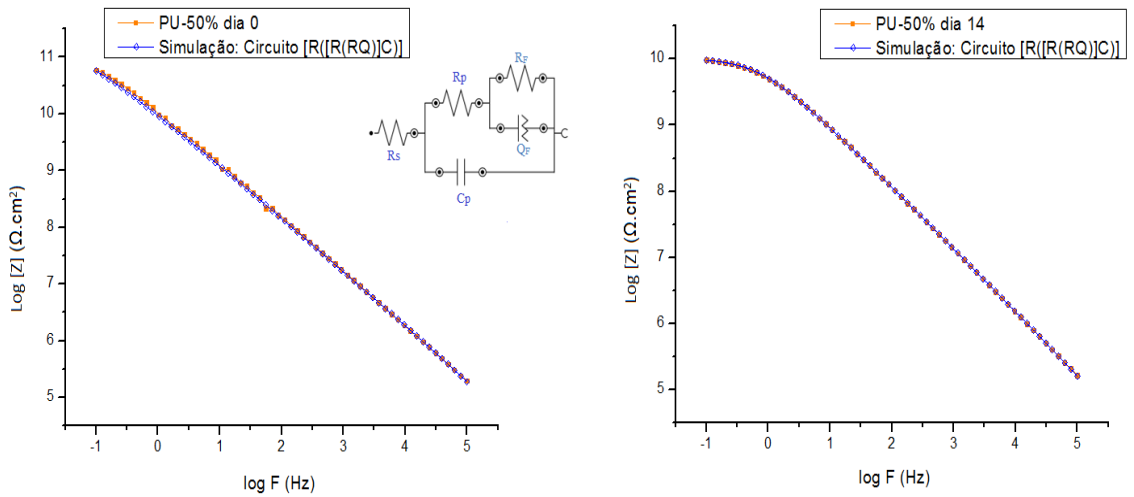 PU-50% dia 0
Simulação: Circuito [R([R(RQ)]C)]
Log [Z] (Ω.cm²)
11
10
9
8
7
6
5
-1 0 1 2 3 4 5
log F (Hz)
Rs
Rp
RF
QF
Cp
PU-50% dia 14
Simulação: Circuito [R([R(RQ)]C)]
Log [Z] (Ω.cm²)
10
9
8
7
6
5
-1 0 1 2 3 4 5
log F (Hz)